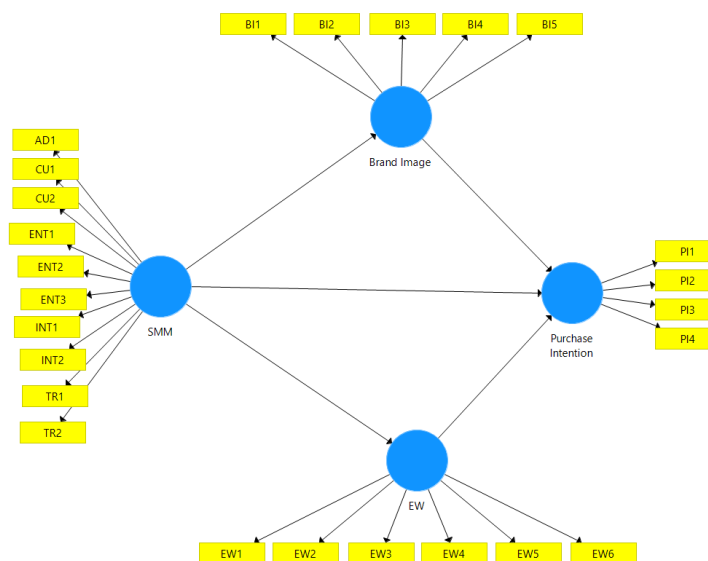 BI1
BI2
BI3
BI4
BI5
Brand Image
AD1
CU1
CU2
ENT1
ENT2
ENT3
INT1
INT2
TR1
TR2
SMM
PI1
PI2
PI3
PI4
Purchase
Intention
EW
EW1
EW2
EW3
EW4
EW5
EW6